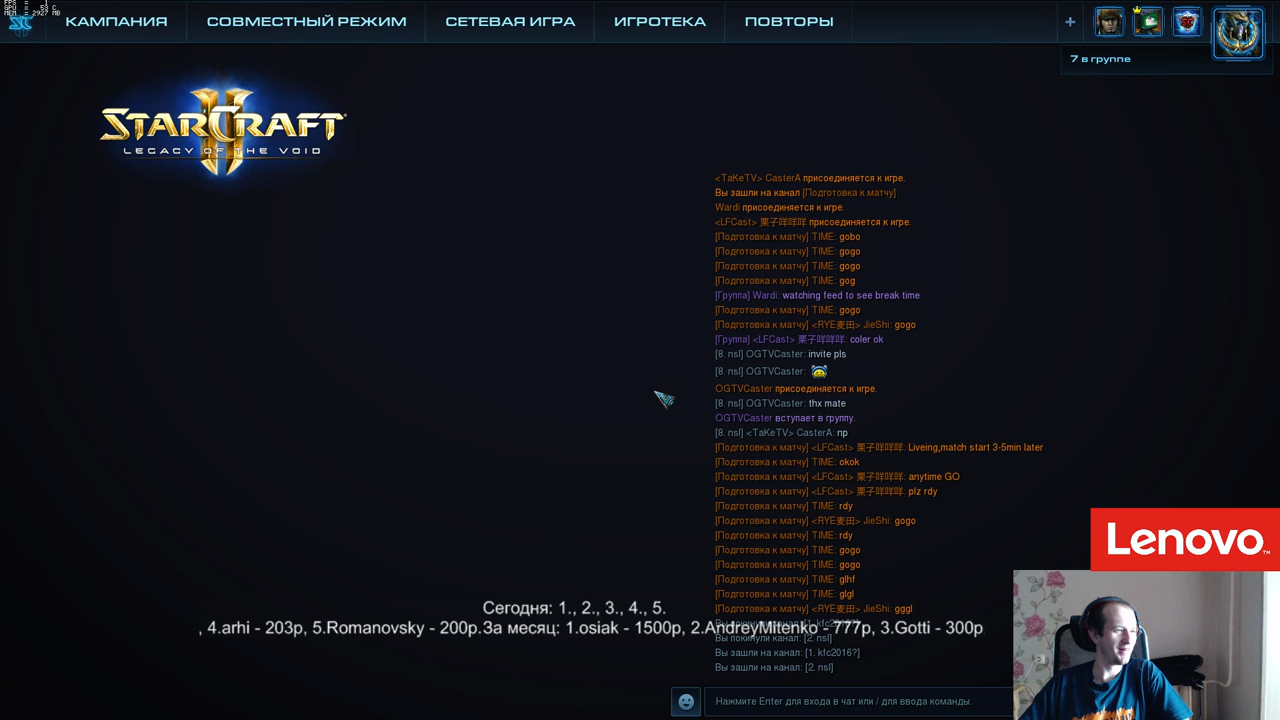 КАМПАНИЯ
СОВМЕСТНЫЙ РЕЖИМ
СЕТЕВАЯ ИГРА
ИГРОТЕКА
ПОВТОРЫ
+
7 в группе
STARCRAFT II
LEGACY OF THE VOID
<TaKeTV> CasterA присоединяется к игре.
Вы зашли на канал [Подготовка к матчу]
Wardi присоединяется к игре.
<LFCast> 栗子咩咩咩 присоединяется к игре.
[Подготовка к матчу] TIME: gobo
[Подготовка к матчу] TIME: gogo
[Подготовка к матчу] TIME: gogo
[Подготовка к матчу] TIME: gog
[Группа] Wardi: watching feed to see break time
[Подготовка к матчу] TIME: gogo
[Подготовка к матчу] <RYE麦田> JieShi: gogo
[Группа] <LFCast> 栗子咩咩咩: coler ok
[8. nsl] OGTVCaster: invite pls
[8. nsl] OGTVCaster:
OGTVCaster присоединяется к игре.
[8. nsl] OGTVCaster: thx mate
OGTVCaster вступает в группу.
[8. nsl] <TaKeTV> CasterA: np
[Подготовка к матчу] <LFCast> 栗子咩咩咩: Liveing,match start 3-5min later
[Подготовка к матчу] TIME: okok
[Подготовка к матчу] <LFCast> 栗子咩咩咩: anytime GO
[Подготовка к матчу] <LFCast> 栗子咩咩咩: plz rdy
[Подготовка к матчу] TIME: rdy
[Подготовка к матчу] <RYE麦田> JieShi: gogo
[Подготовка к матчу] TIME: rdy
[Подготовка к матчу] TIME: gogo
[Подготовка к матчу] TIME: gogo
[Подготовка к матчу] TIME: glhf
[Подготовка к матчу] TIME: glgl
[Подготовка к матчу] <RYE麦田> JieShi: gggl
Вы покинули канал: [2. nsl]
Вы зашли на канал: [1. kfc2016?]
Вы зашли на канал: [2. nsl]
Сегодня: 1., 2., 3., 4., 5.
, 4.arhi - 203р, 5.Romanovsky - 200р.За месяц: 1.osiak - 1500р, 2.AndreyMitenko - 777р, 3.Gotti - 300р
Lenovo™
Нажмите Enter для входа в чат или / для ввода команды.